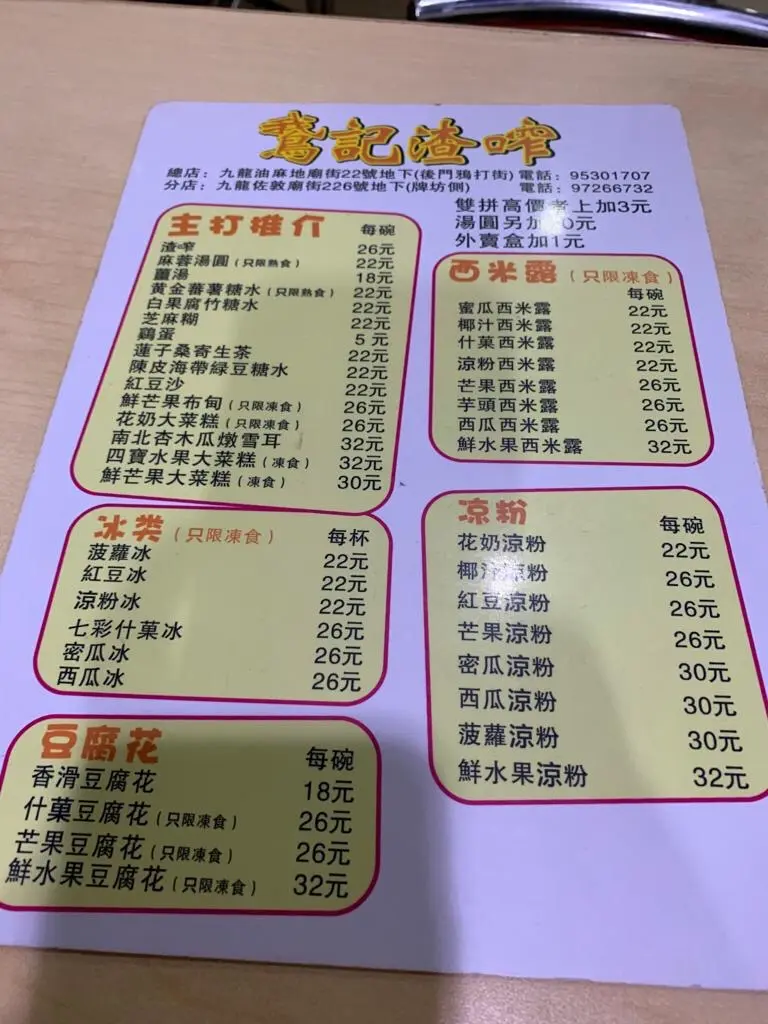 鵝記渣咋
總店：九龍油麻地廟街22號地下(後門鴉打街)電話：95301707
分店：九龍佐敦廟街226號地下(牌坊側) 電話：97266732
雙拼高價者上加3元
湯圓另加0元
外賣盒加1元
主打推介 每碗
渣咋 26元
麻蓉湯圓(只限熱食) 22元
薑湯 18元
黃金蕃薯糖水(只限熱食) 22元
白果腐竹糖水 22元
芝麻糊 22元
鷄蛋 5元
蓮子桑寄生茶 22元
陳皮海帶緑豆糖水 22元
紅豆沙 22元
鮮芒果布甸(只限凍食) 26元
花奶大菜糕(只限凍食) 26元
南北杏木瓜燉雪耳 32元
四寶水果大菜糕(凍食) 32元
鮮芒果大菜糕(凍食) 30元
西米露(只限凍食)
每碗
蜜瓜西米露 22元
椰汁西米露 22元
什菓西米露 22元
涼粉西米露 22元
芒果西米露 26元
芋頭西米露 26元
西瓜西米露 26元
鮮水果西米露 32元
冰类(只限凍食) 每杯
菠蘿冰 22元
紅豆冰 22元
涼粉冰 22元
七彩什菓冰 26元
密瓜冰 26元
西瓜冰 26元
凉粉 每碗
花奶涼粉 22元
椰汁涼粉 26元
紅豆涼粉 26元
芒果涼粉 26元
密瓜涼粉 30元
西瓜涼粉 30元
菠蘿涼粉 30元
鮮水果涼粉 32元
豆腐花 每碗
香滑豆腐花 18元
什菓豆腐花(只限凍食) 26元
芒果豆腐花(只限凍食) 26元
鮮水果豆腐花(只限凍食) 32元